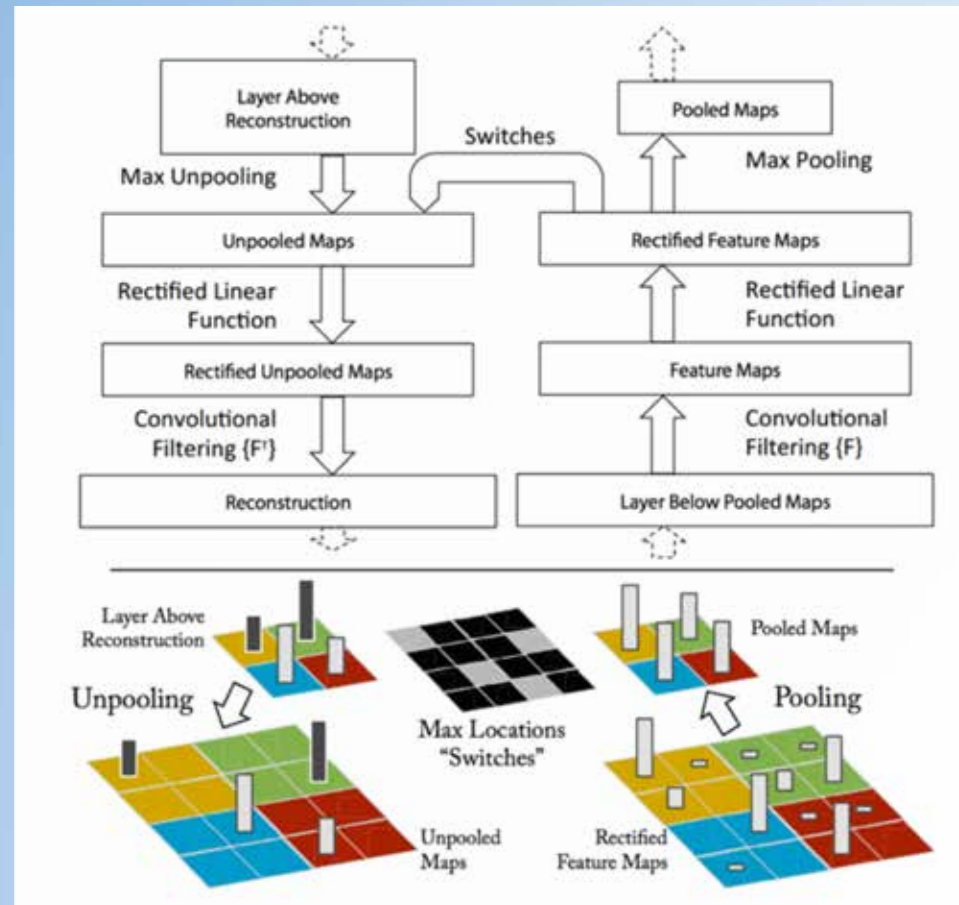 Layer Above
Reconstruction
Pooled Maps
Switches
Max Unpooling
Max Pooling
Unpooled Maps
Rectified Feature Maps
Rectified Linear
Function
Rectified Linear
Function
Rectified Unpooled Maps
Feature Maps
Convolutional
Filtering {Fᵀ}
Convolutional
Filtering {F}
Reconstruction
Layer Below Pooled Maps
Layer Above
Reconstruction
Pooled Maps
Unpooling
Pooling
Max Locations
“Switches”
Unpooled
Maps
Rectified
Feature Maps